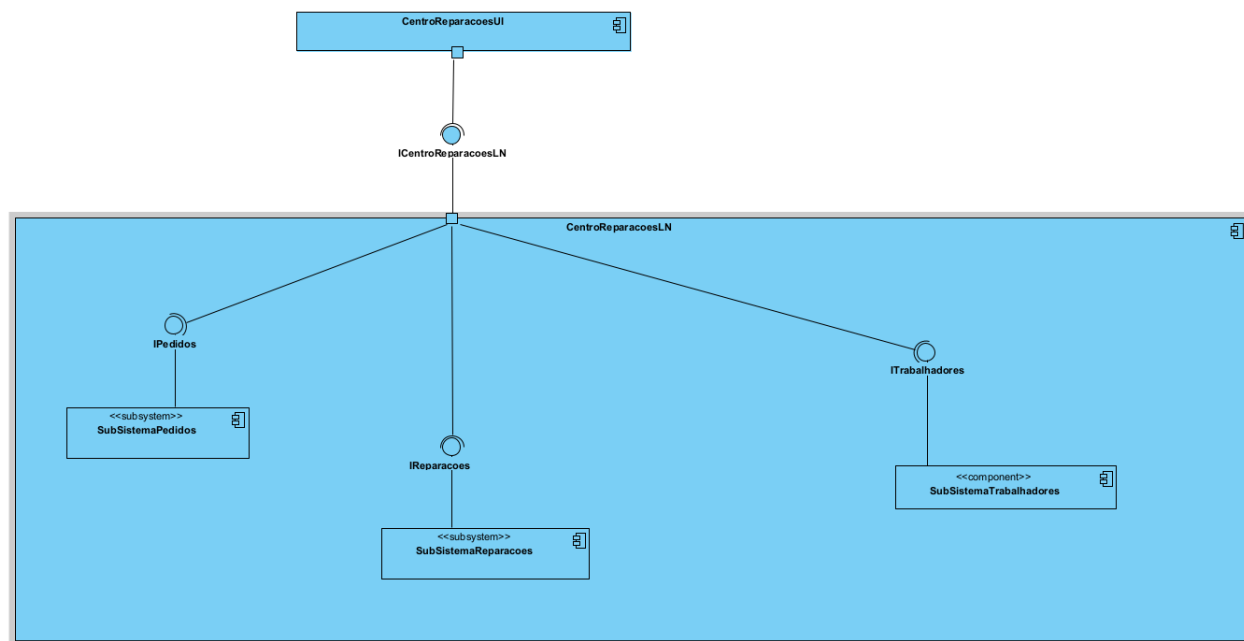 CentroReparacoesUI
ICentroReparacoesLN
CentroReparacoesLN
IPedidos
ITrabalhadores
<<subsystem>>
SubSistemaPedidos
IReparacoes
<<component>>
SubSistemaTrabalhadores
<<subsystem>>
SubSistemaReparacoes